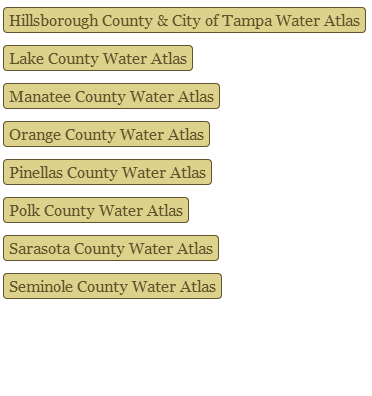 Hillsborough County & City of Tampa Water Atlas
Lake County Water Atlas
Manatee County Water Atlas
Orange County Water Atlas
Pinellas County Water Atlas
Polk County Water Atlas
Sarasota County Water Atlas
Seminole County Water Atlas